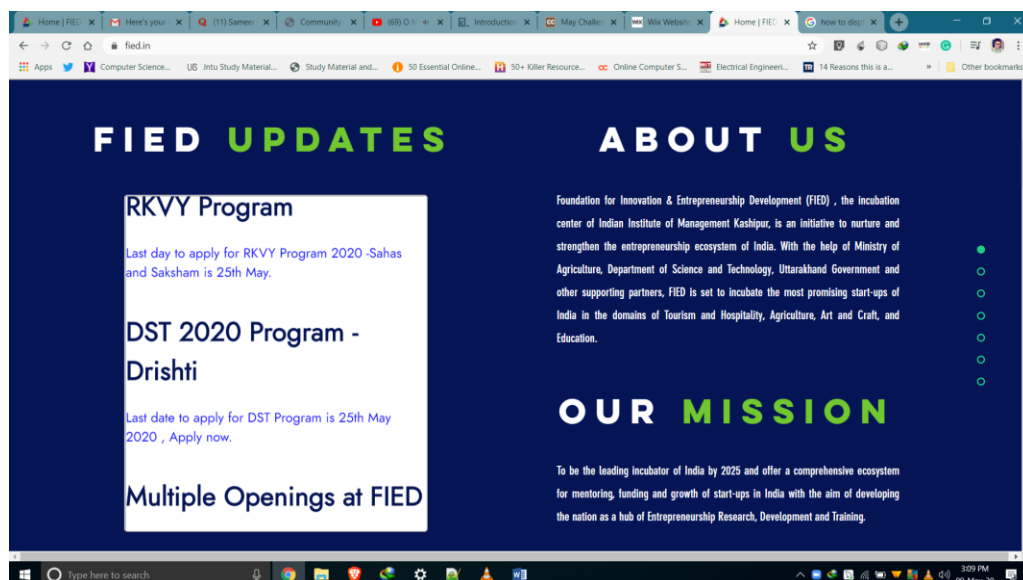 Home | FIED
Here's your
(11) Sameer
Community
(69) O
Introduction
May Challen
Wix Website
Home | FIED
how to displ
fied.in
Apps
Computer Science...
Jntu Study Material...
Study Material and...
50 Essential Online...
50+ Killer Resource...
Online Computer S...
Electrical Engineeri...
TR
14 Reasons this is a...
»
Other bookmarks
FIED UPDATES
RKVY Program
Last day to apply for RKVY Program 2020 -Sahas
and Saksham is 25th May.
DST 2020 Program -
Drishti
Last date to apply for DST Program is 25th May
2020 , Apply now.
Multiple Openings at FIED
ABOUT US
Foundation for Innovation & Entrepreneurship Development (FIED) , the incubation
center of Indian Institute of Management Kashipur, is an initiative to nurture and
strengthen the entrepreneurship ecosystem of India. With the help of Ministry of
Agriculture, Department of Science and Technology, Uttarakhand Government and
other supporting partners, FIED is set to incubate the most promising start-ups of
India in the domains of Tourism and Hospitality, Agriculture, Art and Craft, and
Education.
OUR MISSION
To be the leading incubator of India by 2025 and offer a comprehensive ecosystem
for mentoring, funding and growth of start-ups in India with the aim of developing
the nation as a hub of Entrepreneurship Research, Development and Training.
Type here to search
3:09 PM